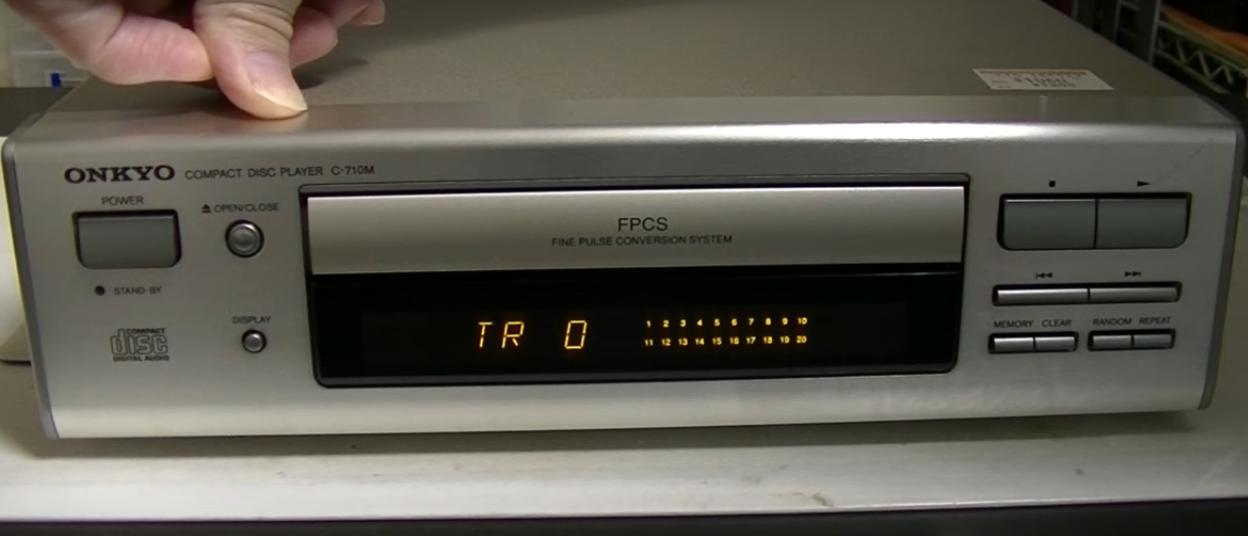 ONKYO COMPACT DISC PLAYER C-710M
POWER
OPEN/CLOSE
STAND-BY
DISPLAY
COMPACT
disc
DIGITAL AUDIO
FPCS
FINE PULSE CONVERSION SYSTEM
TR 0
1 2 3 4 5 6 7 8 9 10
11 12 13 14 15 16 17 18 19 20
MEMORY CLEAR RANDOM REPEAT